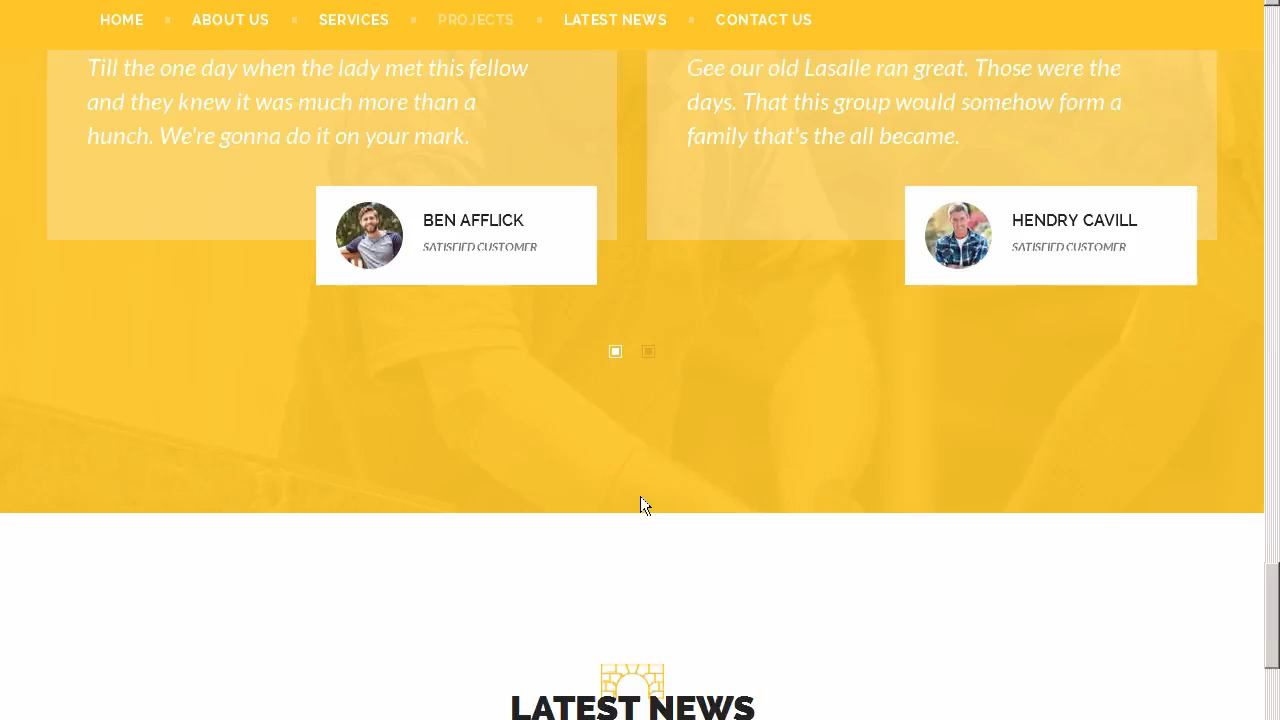 HOME ABOUT US SERVICES PROJECTS LATEST NEWS CONTACT US
Till the one day when the lady met this fellow
and they knew it was much more than a
hunch. We're gonna do it on your mark.
BEN AFFLICK
SATISFIED CUSTOMER
Gee our old Lasalle ran great. Those were the
days. That this group would somehow form a
family that's the all became.
HENDRY CAVILL
SATISFIED CUSTOMER
LATEST NEWS